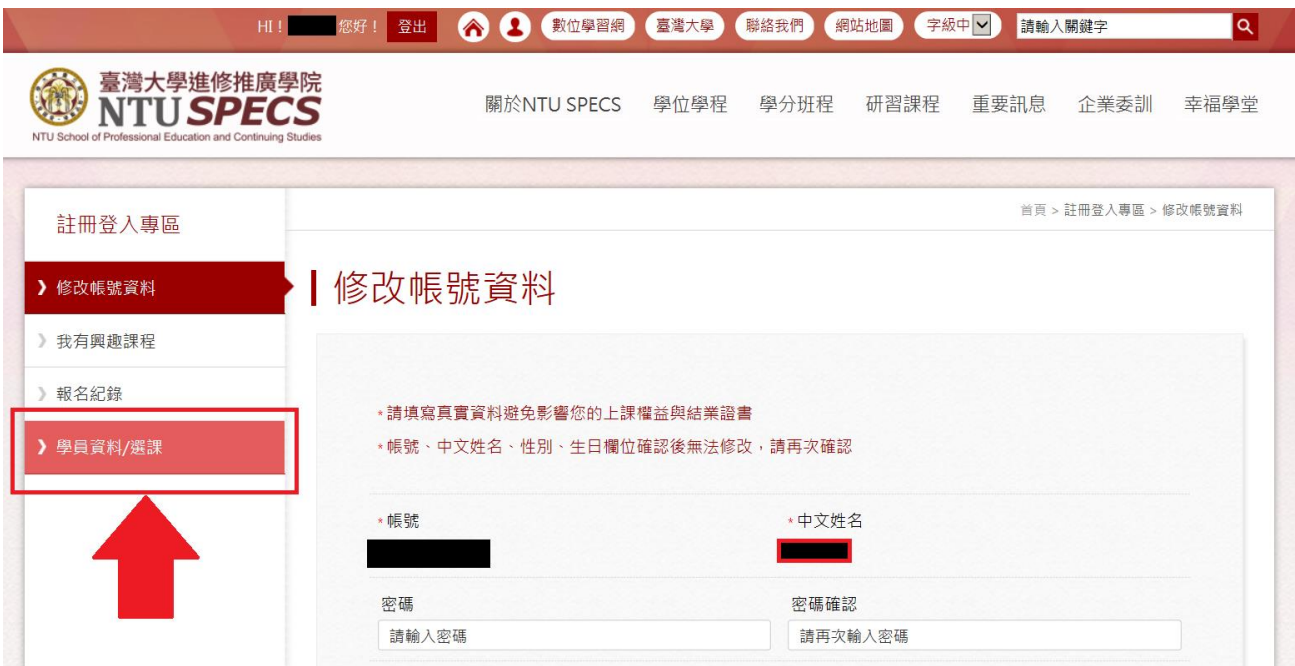 HI！ 您好！ 登出 數位學習網 臺灣大學 聯絡我們 網站地圖 字級中 請輸入關鍵字
臺灣大學進修推廣學院
NTU SPECS
NTU School of Professional Education and Continuing Studies
關於NTU SPECS 學位學程 學分班程 研習課程 重要訊息 企業委訓 幸福學堂
註冊登入專區
首頁 > 註冊登入專區 > 修改帳號資料
修改帳號資料
修改帳號資料
我有興趣課程
報名紀錄
學員資料/選課
*請填寫真實資料避免影響您的上課權益與結業證書
*帳號、中文姓名、性別、生日欄位確認後無法修改，請再次確認
*帳號 *中文姓名
密碼 密碼確認
請輸入密碼 請再次輸入密碼